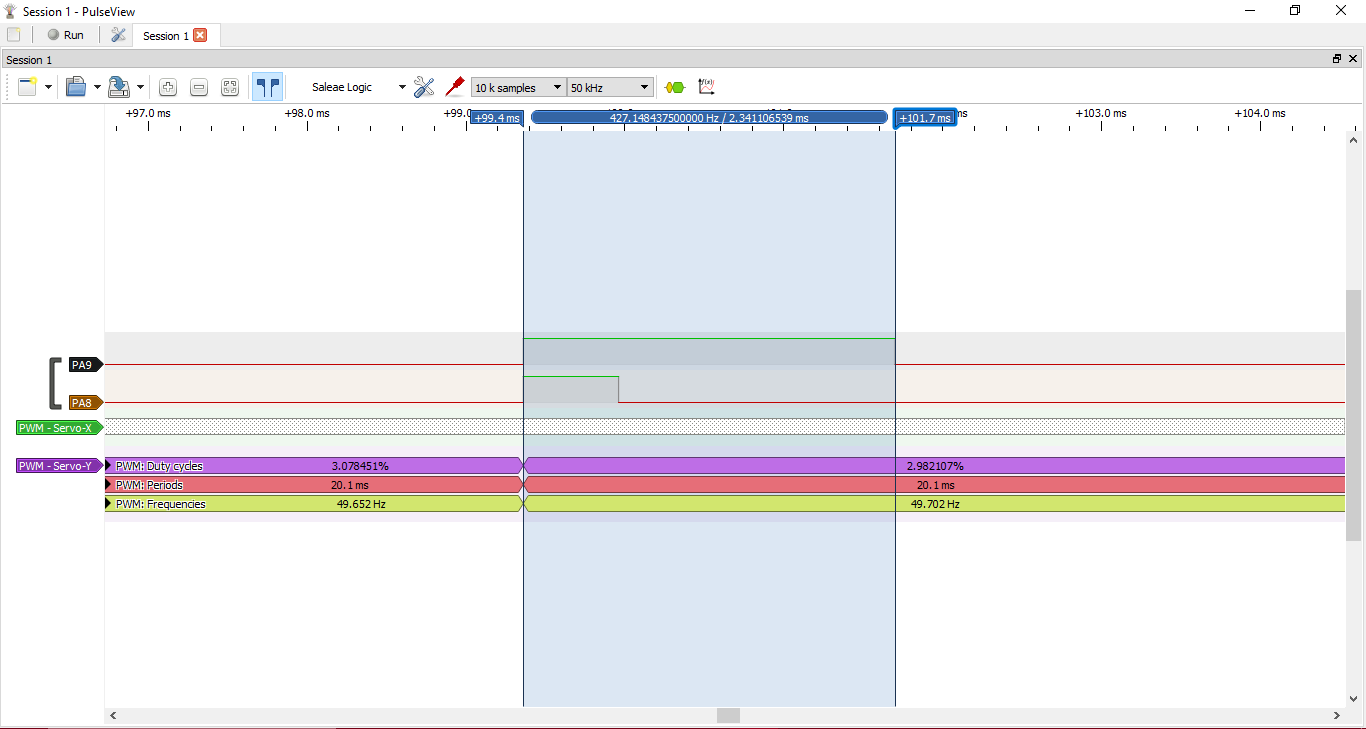 Session 1 - PulseView
Run
Session 1
Session 1
Saleae Logic
10 k samples
50 kHz
+97.0 ms
+98.0 ms
+99.4 ms
427.148437500000 Hz / 2.341106539 ms
+101.7 ms
+103.0 ms
+104.0 ms
PA9
PA8
PWM - Servo-X
PWM - Servo-Y
PWM: Duty cycles
3.078451%
2.982107%
PWM: Periods
20.1 ms
20.1 ms
PWM: Frequencies
49.652 Hz
49.702 Hz